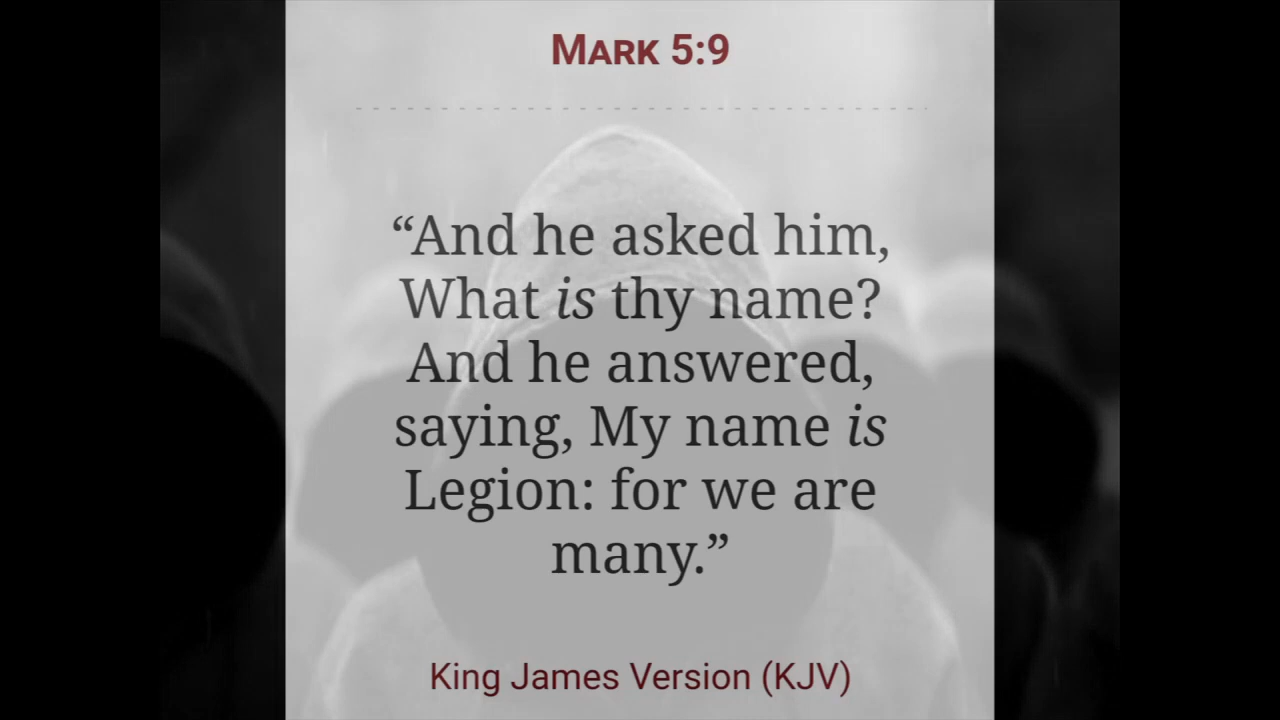 Mark 5:9
“And he asked him,
What is thy name?
And he answered,
saying, My name is
Legion: for we are
many.”
King James Version (KJV)